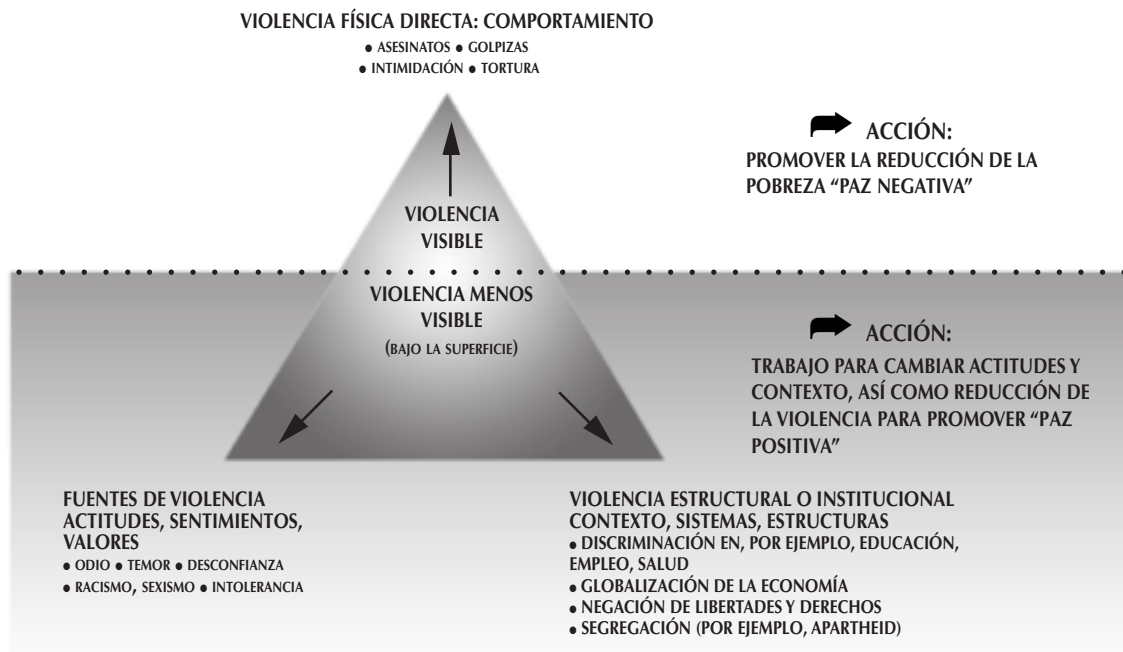 VIOLENCIA FÍSICA DIRECTA: COMPORTAMIENTO
● ASESINATOS ● GOLPIZAS
● INTIMIDACIÓN ● TORTURA
ACCIÓN:
PROMOVER LA REDUCCIÓN DE LA
POBREZA “PAZ NEGATIVA”
VIOLENCIA
VISIBLE
VIOLENCIA MENOS
VISIBLE
(BAJO LA SUPERFICIE)
ACCIÓN:
TRABAJO PARA CAMBIAR ACTITUDES Y
CONTEXTO, ASÍ COMO REDUCCIÓN DE
LA VIOLENCIA PARA PROMOVER “PAZ
POSITIVA”
FUENTES DE VIOLENCIA
ACTITUDES, SENTIMIENTOS,
VALORES
● ODIO ● TEMOR ● DESCONFIANZA
● RACISMO, SEXISMO ● INTOLERANCIA
VIOLENCIA ESTRUCTURAL O INSTITUCIONAL
CONTEXTO, SISTEMAS, ESTRUCTURAS
● DISCRIMINACIÓN EN, POR EJEMPLO, EDUCACIÓN,
EMPLEO, SALUD
● GLOBALIZACIÓN DE LA ECONOMÍA
● NEGACIÓN DE LIBERTADES Y DERECHOS
● SEGREGACIÓN (POR EJEMPLO, APARTHEID)